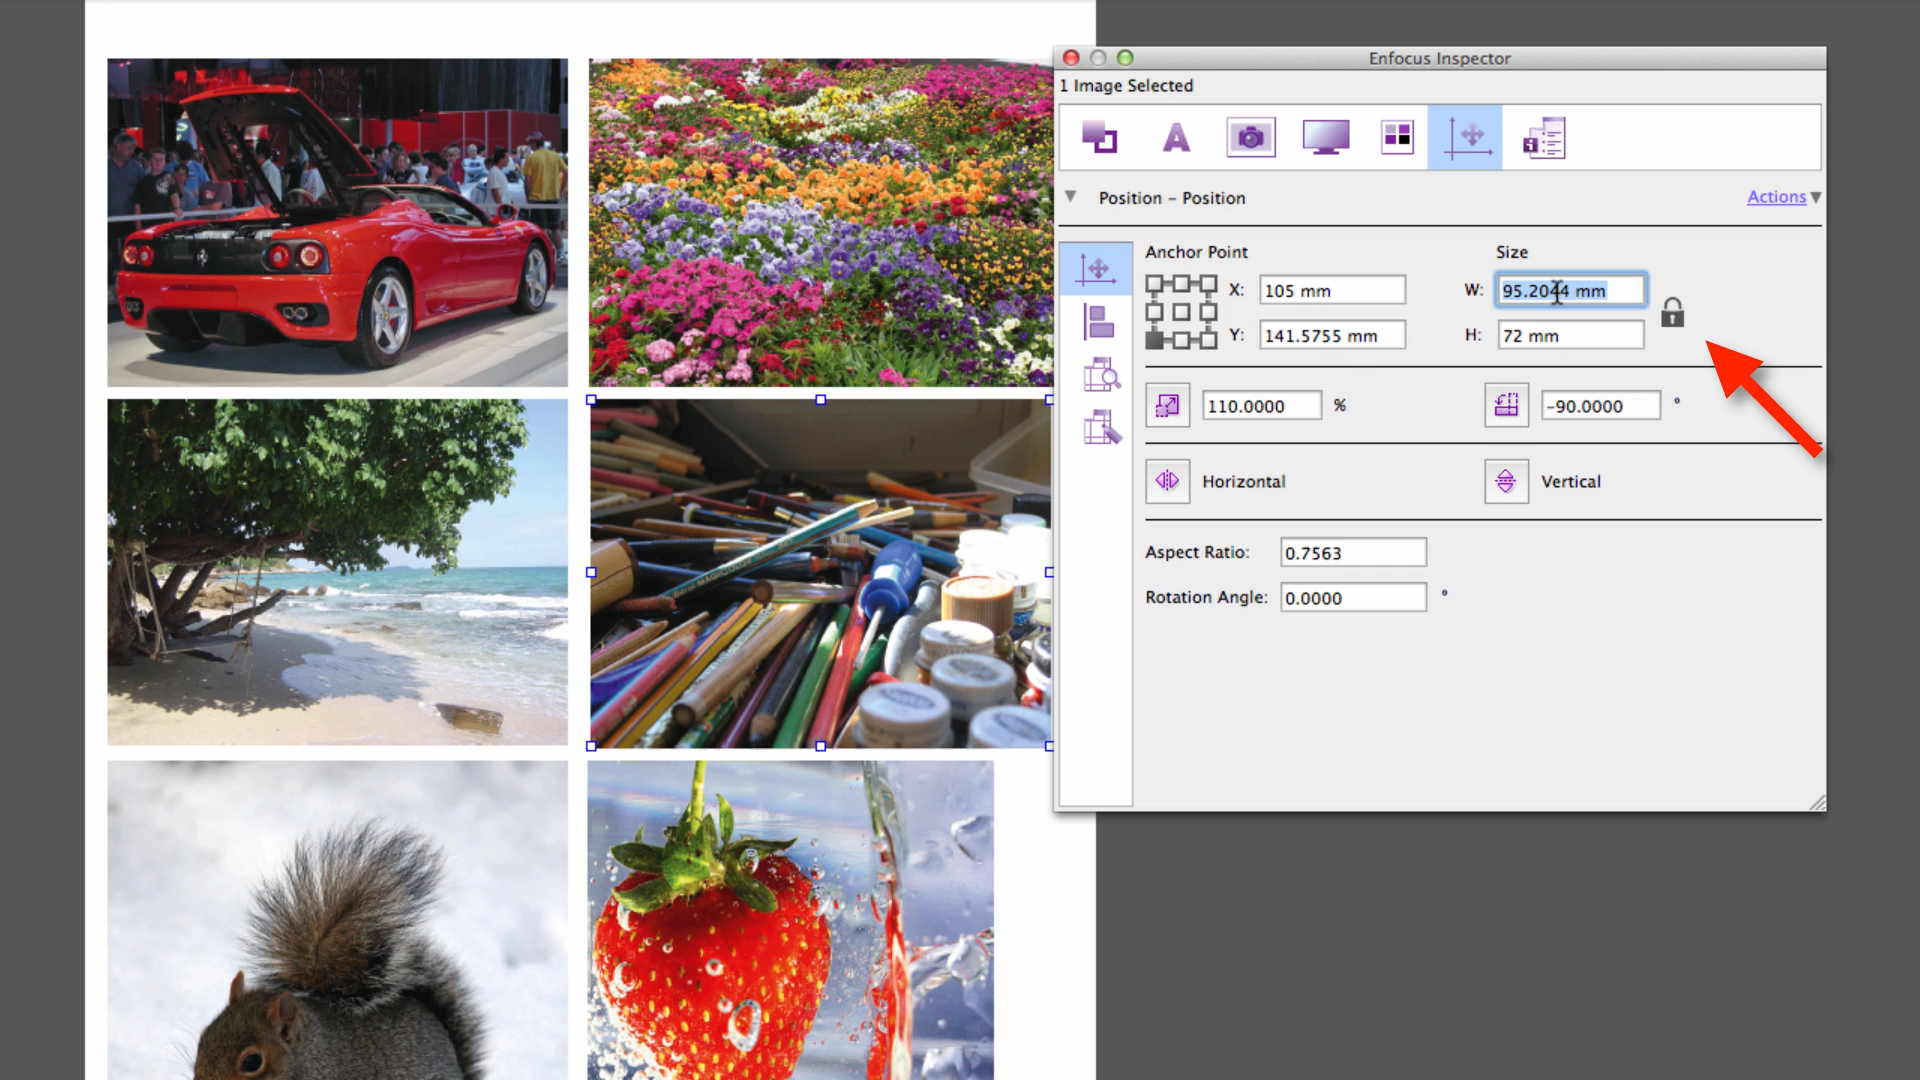 Enfocus Inspector
1 Image Selected
Position – Position
Actions
Anchor Point
Size
X: 105 mm
W: 95.2044 mm
Y: 141.5755 mm
H: 72 mm
110.0000 %
-90.0000 °
Horizontal
Vertical
Aspect Ratio: 0.7563
Rotation Angle: 0.0000 °